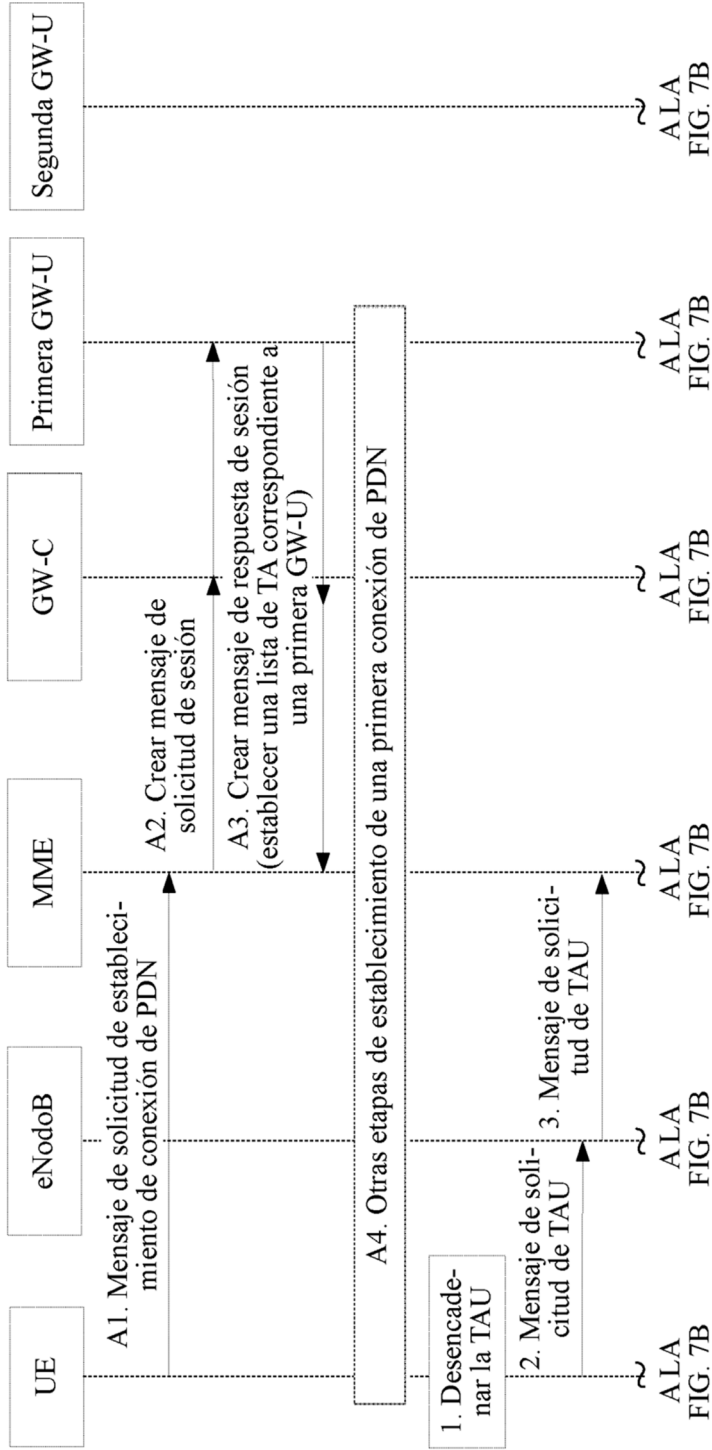 UE
eNodoB
MME
GW-C
Primera GW-U
Segunda GW-U
A1. Mensaje de solicitud de estableci-
miento de conexión de PDN
A2. Crear mensaje de
solicitud de sesión
A3. Crear mensaje de respuesta de sesión
(establecer una lista de TA correspondiente a
una primera GW-U)
A4. Otras etapas de establecimiento de una primera conexión de PDN
1. Desencade-
nar la TAU
2. Mensaje de soli-
citud de TAU
3. Mensaje de solici-
tud de TAU
A LA
FIG. 7B
A LA
FIG. 7B
A LA
FIG. 7B
A LA
FIG. 7B
A LA
FIG. 7B
A LA
FIG. 7B